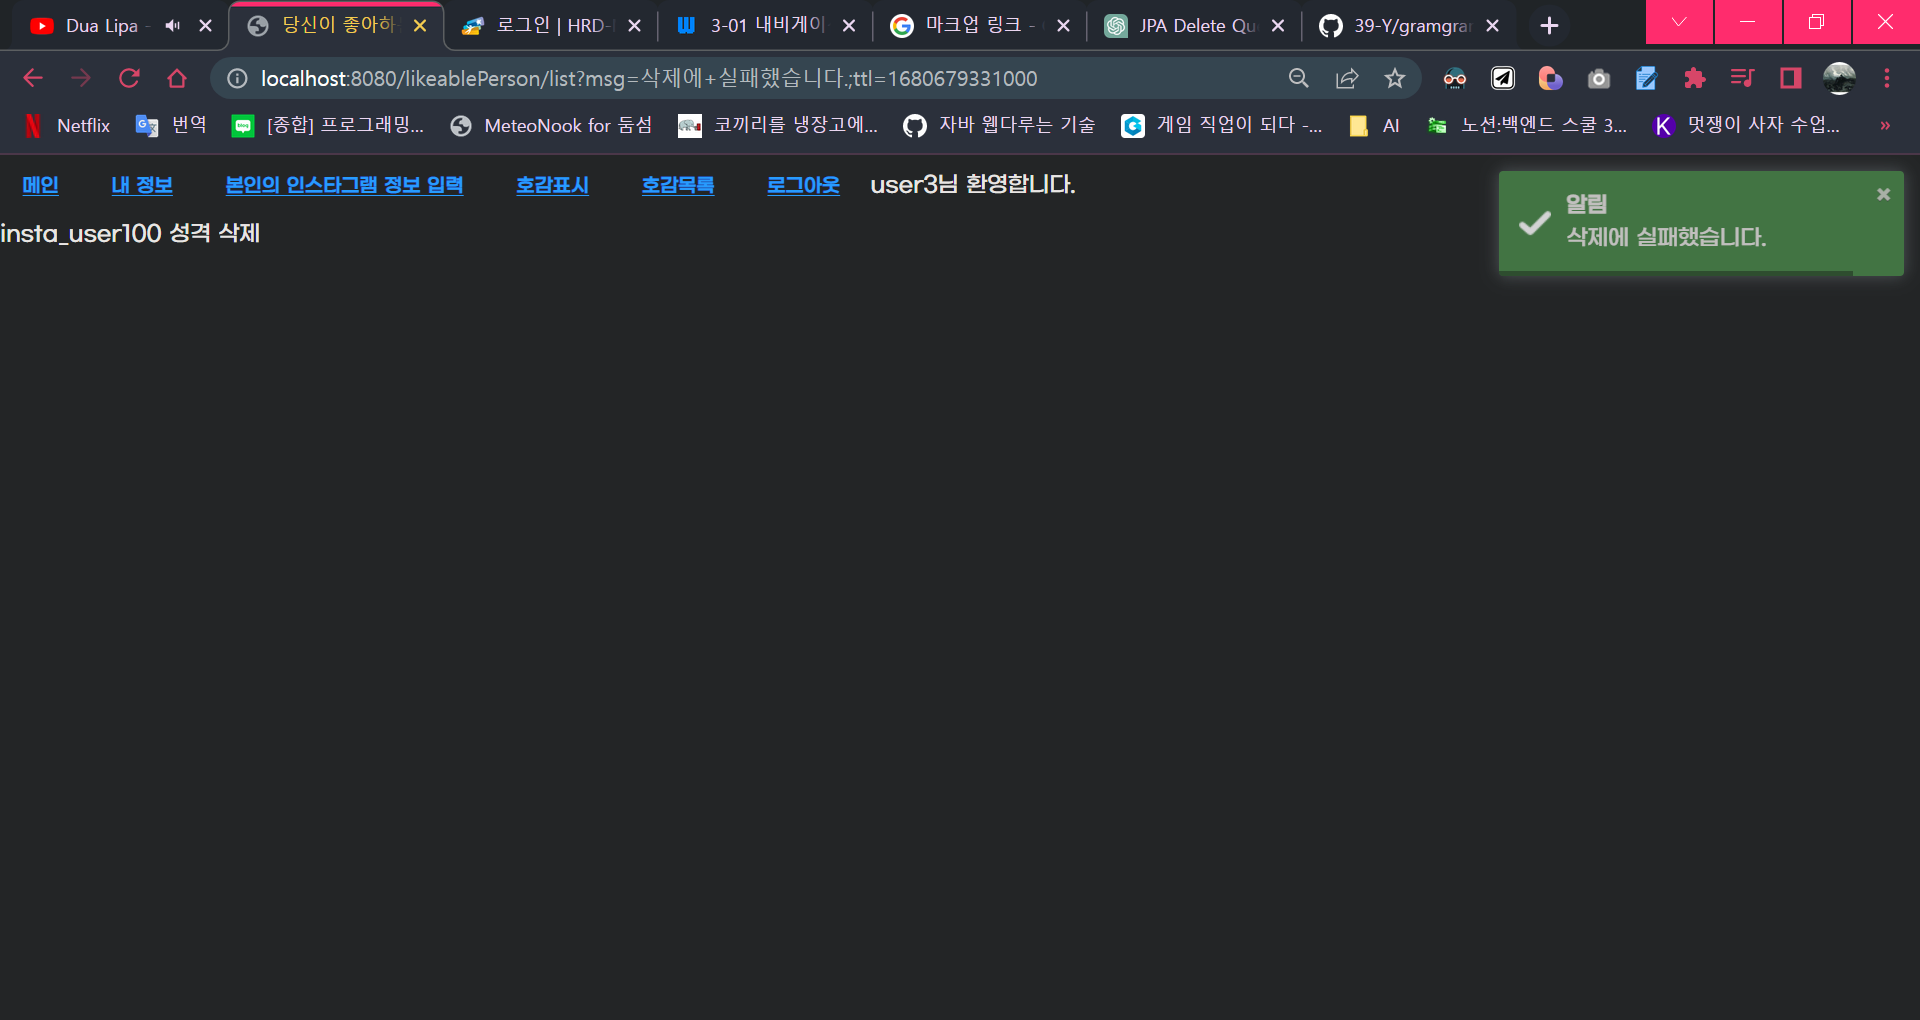 Dua Lipa -
당신이 좋아하
로그인 | HRD-
3-01 내비게이
마크업 링크 -
JPA Delete Qu
39-Y/gramgra
localhost:8080/likeablePerson/list?msg=삭제에+실패했습니다.;ttl=1680679331000
Netflix
번역
[종합] 프로그래밍...
MeteoNook for 둠섬
코끼리를 냉장고에...
자바 웹다루는 기술
게임 직업이 되다 -...
AI
노션:백엔드 스쿨 3...
K
멋쟁이 사자 수업...
»
메인
내 정보
본인의 인스타그램 정보 입력
호감표시
호감목록
로그아웃
user3님 환영합니다.
알림
삭제에 실패했습니다.
insta_user100 성격 삭제